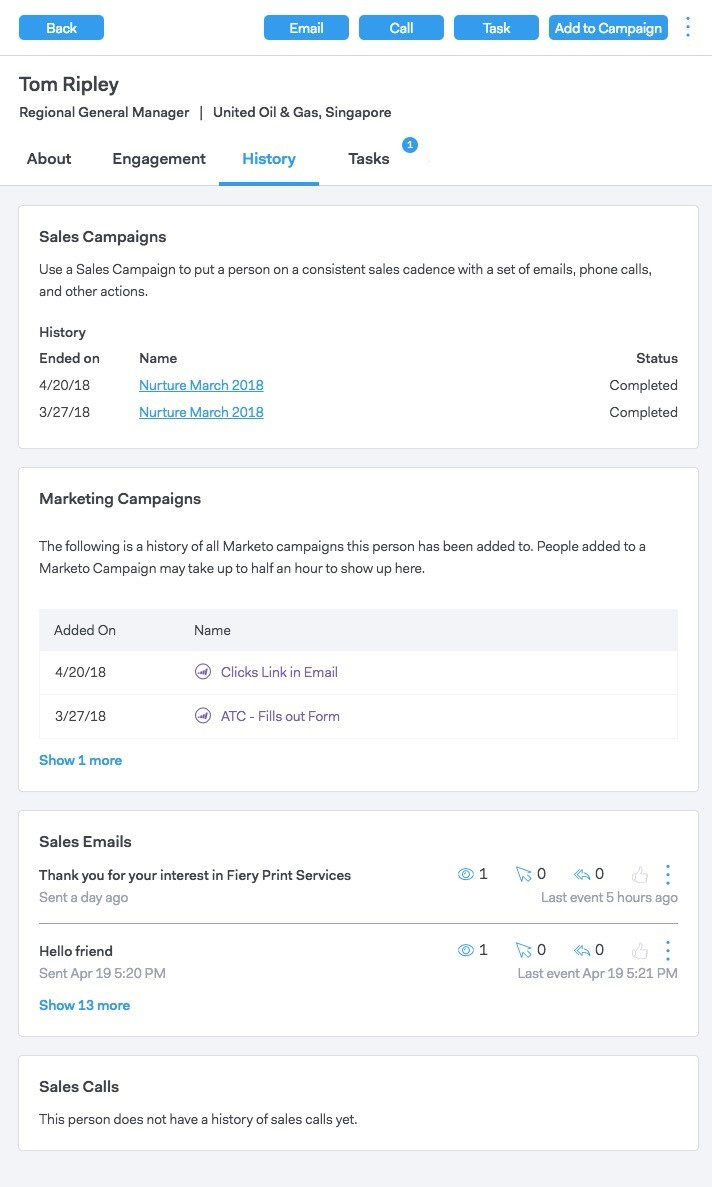 Back Email Call Task Add to Campaign
Tom Ripley
Regional General Manager | United Oil & Gas, Singapore
About Engagement History Tasks 1
Sales Campaigns
Use a Sales Campaign to put a person on a consistent sales cadence with a set of emails, phone calls,
and other actions.
History
Ended on Name Status
4/20/18 Nurture March 2018 Completed
3/27/18 Nurture March 2018 Completed
Marketing Campaigns
The following is a history of all Marketo campaigns this person has been added to. People added to a
Marketo Campaign may take up to half an hour to show up here.
Added On Name
4/20/18 Clicks Link in Email
3/27/18 ATC - Fills out Form
Show 1 more
Sales Emails
Thank you for your interest in Fiery Print Services 1 0 0
Sent a day ago Last event 5 hours ago
Hello friend 1 0 0
Sent Apr 19 5:20 PM Last event Apr 19 5:21 PM
Show 13 more
Sales Calls
This person does not have a history of sales calls yet.